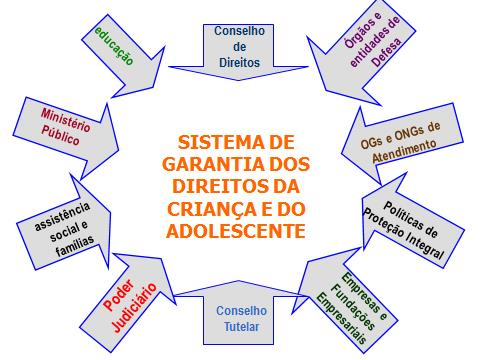 Conselho
de
Direitos
Órgãos e
entidades de
Defesa
OGs e ONGs de
Atendimento
Políticas de
Proteção Integral
Empresas e
Fundações
Empresariais
Conselho
Tutelar
Poder
Judiciário
assistência
social e
famílias
Ministério
Público
educação
SISTEMA DE
GARANTIA DOS
DIREITOS DA
CRIANÇA E DO
ADOLESCENTE